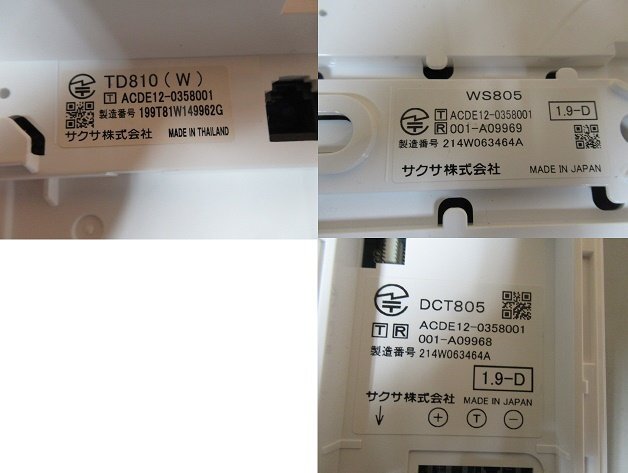 TD810(W)
T ACDE12-0358001
製造番号 199T81W149962G
サクサ株式会社 MADE IN THAILAND
WS805
T ACDE12-0358001 1.9-D
R 001-A09969
製造番号 214W063464A
サクサ株式会社 MADE IN JAPAN
DCT805
T R ACDE12-0358001
001-A09968
製造番号 214W063464A
1.9-D
サクサ株式会社 MADE IN JAPAN
↓ + T −